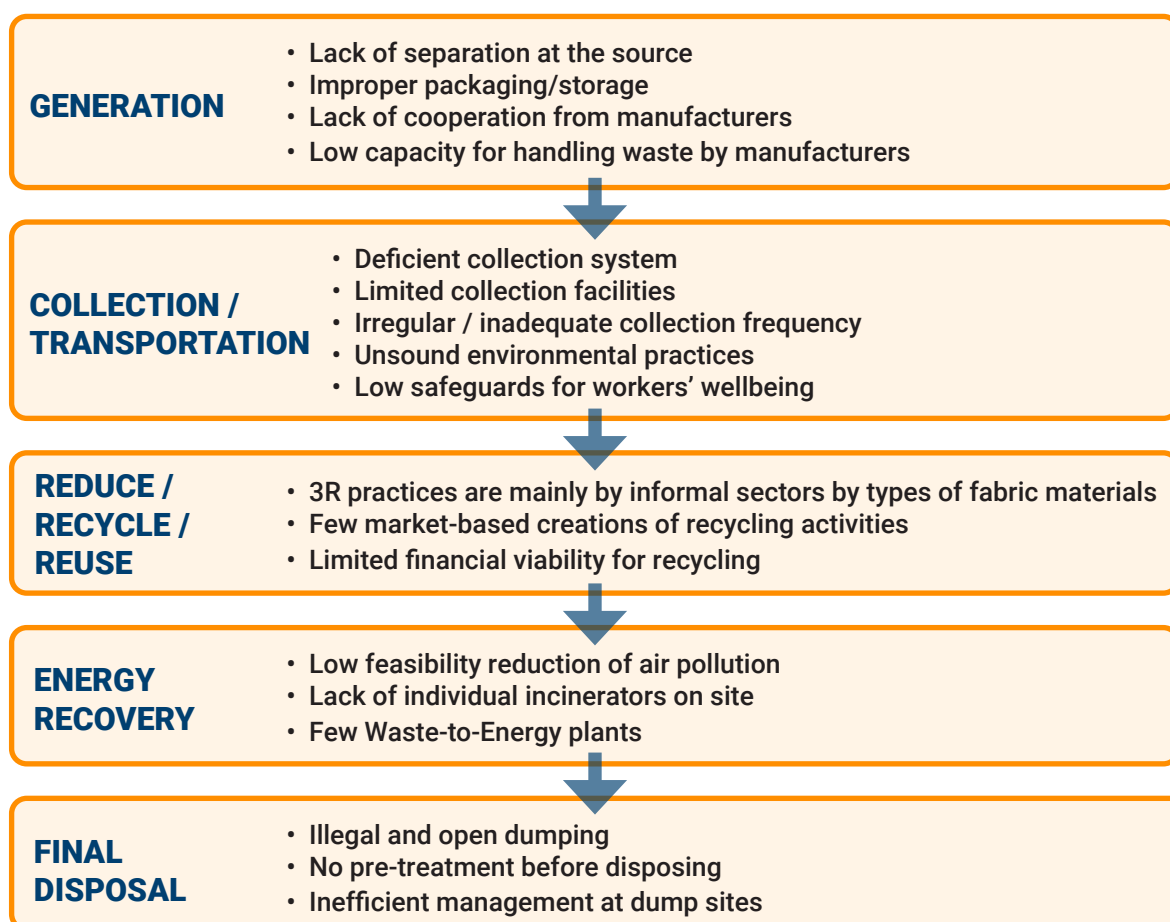 GENERATION
• Lack of separation at the source
• Improper packaging/storage
• Lack of cooperation from manufacturers
• Low capacity for handling waste by manufacturers
COLLECTION /
TRANSPORTATION
• Deficient collection system
• Limited collection facilities
• Irregular / inadequate collection frequency
• Unsound environmental practices
• Low safeguards for workers’ wellbeing
REDUCE /
RECYCLE /
REUSE
• 3R practices are mainly by informal sectors by types of fabric materials
• Few market-based creations of recycling activities
• Limited financial viability for recycling
ENERGY
RECOVERY
• Low feasibility reduction of air pollution
• Lack of individual incinerators on site
• Few Waste-to-Energy plants
FINAL
DISPOSAL
• Illegal and open dumping
• No pre-treatment before disposing
• Inefficient management at dump sites